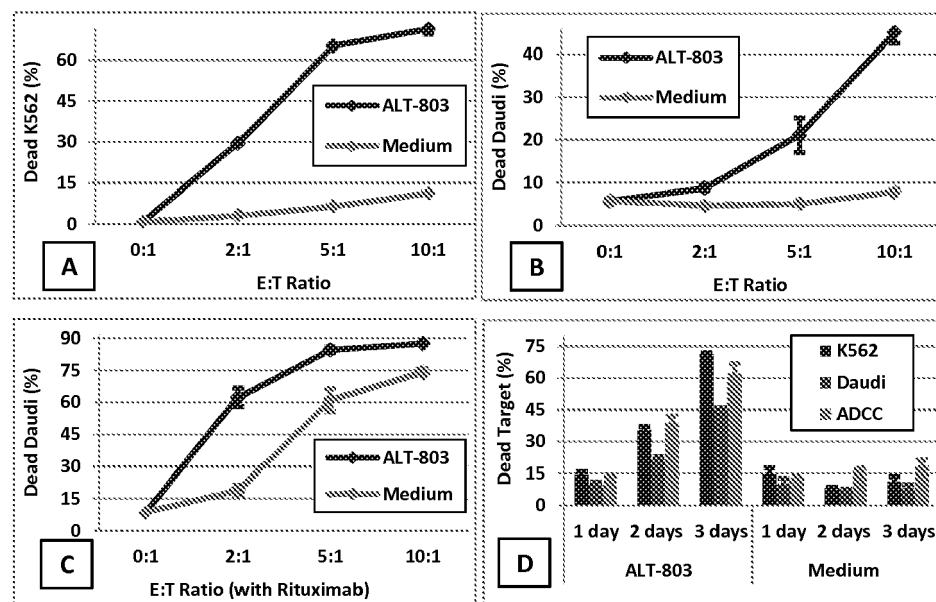 Dead K562 (%)
60
45
30
15
0
ALT-803
Medium
0:1 2:1 5:1 10:1
E:T Ratio
A
Dead Daudi (%)
40
30
20
10
0
ALT-803
Medium
0:1 2:1 5:1 10:1
E:T Ratio
B
Dead Daudi (%)
90
75
60
45
30
15
0
ALT-803
Medium
0:1 2:1 5:1 10:1
E:T Ratio (with Rituximab)
C
Dead Target (%)
75
60
45
30
15
0
K562
Daudi
ADCC
1 day 2 days 3 days 1 day 2 days 3 days
ALT-803 Medium
D